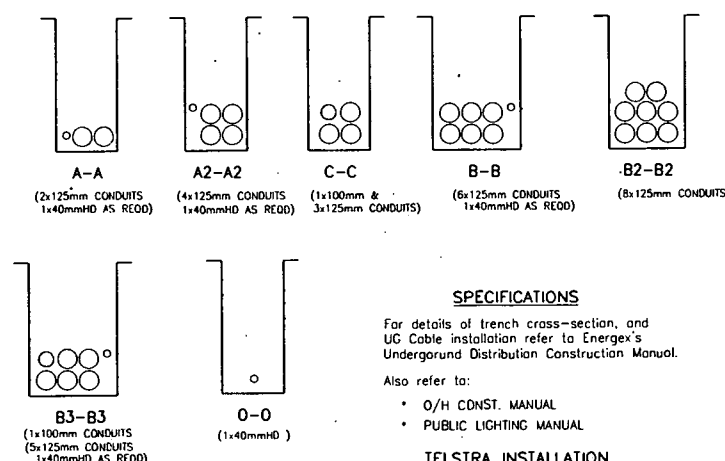 A-A
(2x125mm CONDUITS
1x40mmHD AS REQD)
A2-A2
(4x125mm CONDUITS
1x40mmHD AS REQD)
C-C
(1x100mm &
3x125mm CONDUITS)
B-B
(6x125mm CONDUITS
1x40mmHD AS REQD)
B2-B2
(8x125mm CONDUITS
B3-B3
(1x100mm CONDUITS
(5x125mm CONDUITS
1x40mmHD AS REQD)
O-O
(1x40mmHD )
SPECIFICATIONS
For details of trench cross-section, and
UG Cable installation refer to Energex's
Undergorund Distribution Construction Manual.
Also refer to:
• O/H CONST. MANUAL
• PUBLIC LIGHTING MANUAL
TELSTRA INSTALLATION